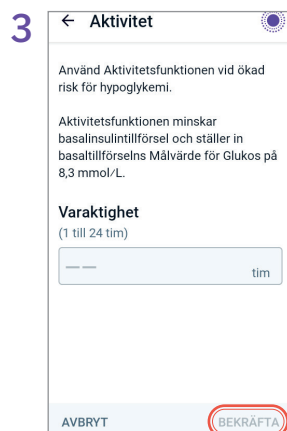 3
← Aktivitet
Använd Aktivitetsfunktionen vid ökad
risk för hypoglykemi.
Aktivitetsfunktionen minskar
basalinsulintillförsel och ställer in
basaltillförselns Målvärde för Glukos på
8,3 mmol/L.
Varaktighet
(1 till 24 tim)
— — tim
AVBRYT BEKRÄFTA